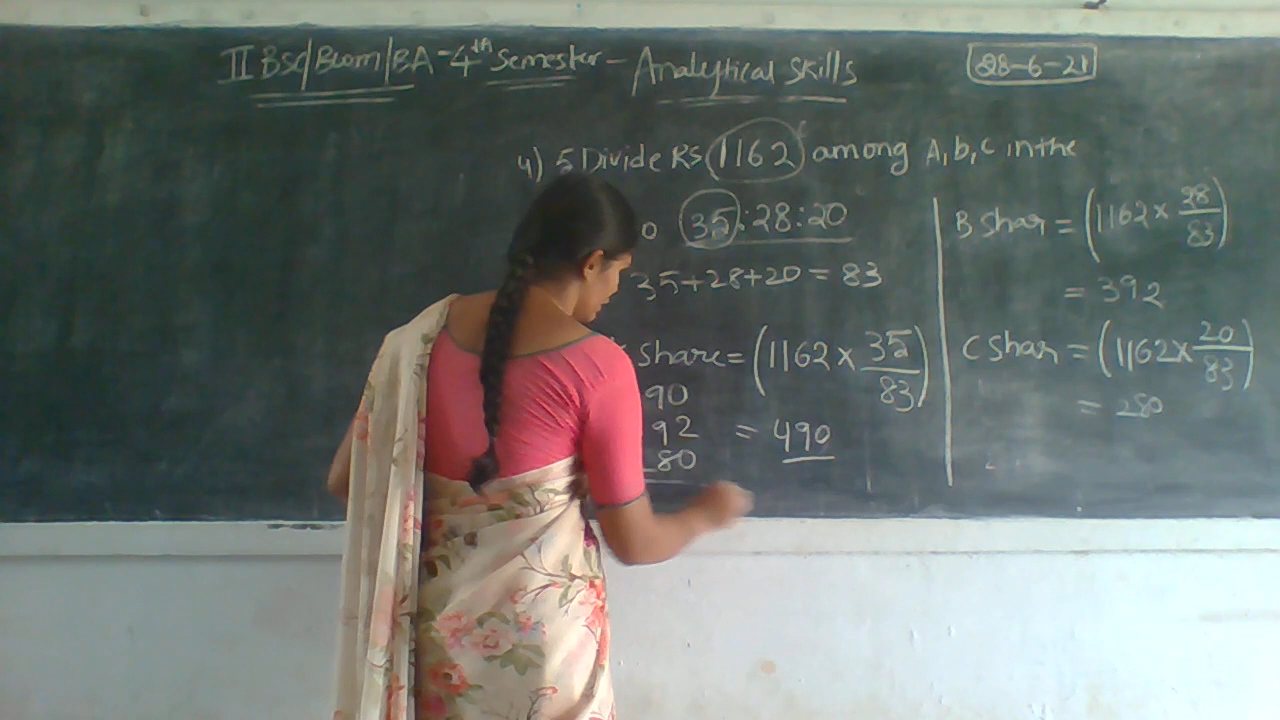 II BSc/Bcom/BA - 4th Semester - Analytical Skills
28-6-21
4) 5 Divide RS 1162 among A, b, c in the
35:28:20
35+28+20 = 83
share = (1162 × 35/83)
90
92 = 490
80
B Shar = (1162 × 28/83)
= 392
C Shar = (1162 × 20/83)
= 280